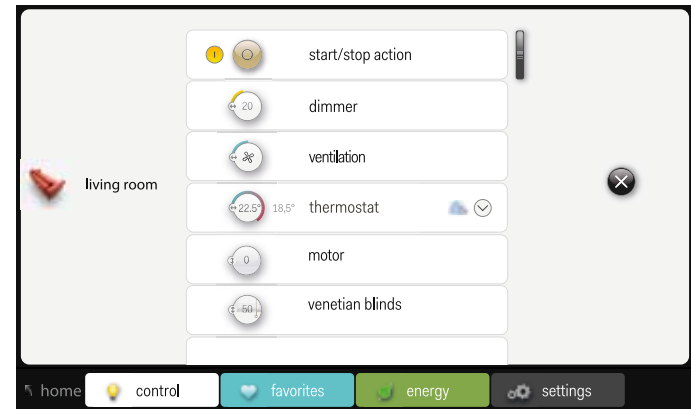 start/stop action
20 dimmer
ventilation
living room
22.5° 18,5° thermostat
0 motor
50 venetian blinds
home control favorites energy settings